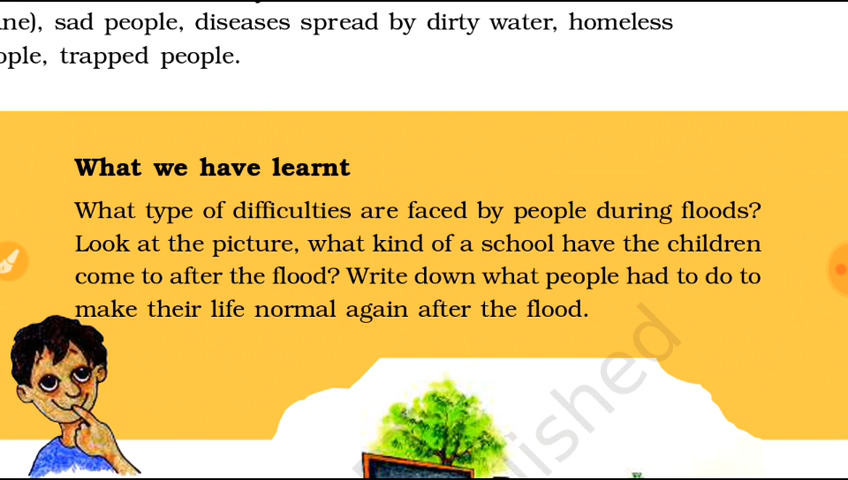 sad people, diseases spread by dirty water, homeless
trapped people.
What we have learnt
What type of difficulties are faced by people during floods?
Look at the picture, what kind of a school have the children
come to after the flood? Write down what people had to do to
make their life normal again after the flood.